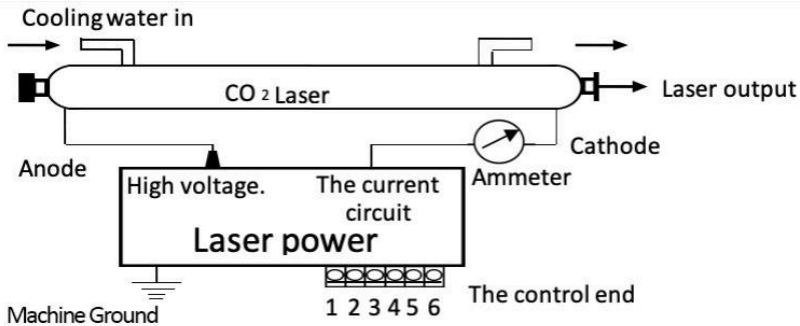 Cooling water in
CO 2 Laser
Laser output
Anode
Cathode
Ammeter
High voltage.
The current
circuit
Laser power
1 2 3 4 5 6
The control end
Machine Ground